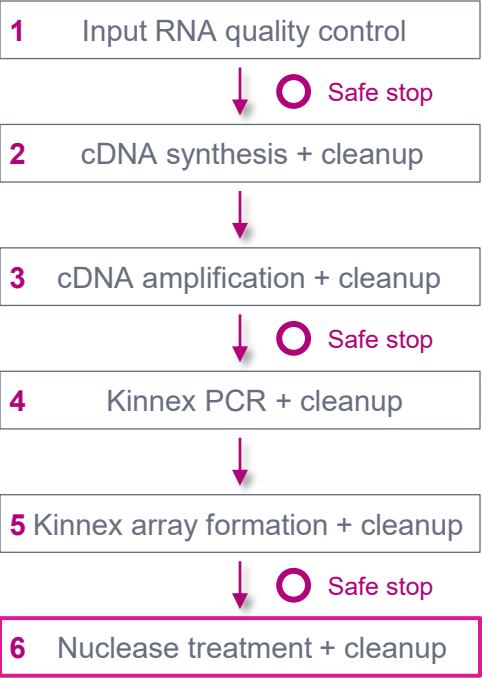 1 Input RNA quality control
Safe stop
2 cDNA synthesis + cleanup
3 cDNA amplification + cleanup
Safe stop
4 Kinnex PCR + cleanup
5 Kinnex array formation + cleanup
Safe stop
6 Nuclease treatment + cleanup